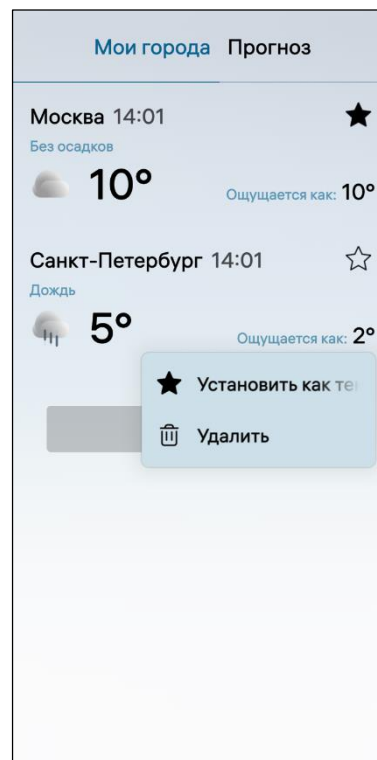 Мои города Прогноз
Москва 14:01
Без осадков
10°
Ощущается как: 10°
Санкт-Петербург 14:01
Дождь
5°
Ощущается как: 2°
Установить как
Удалить